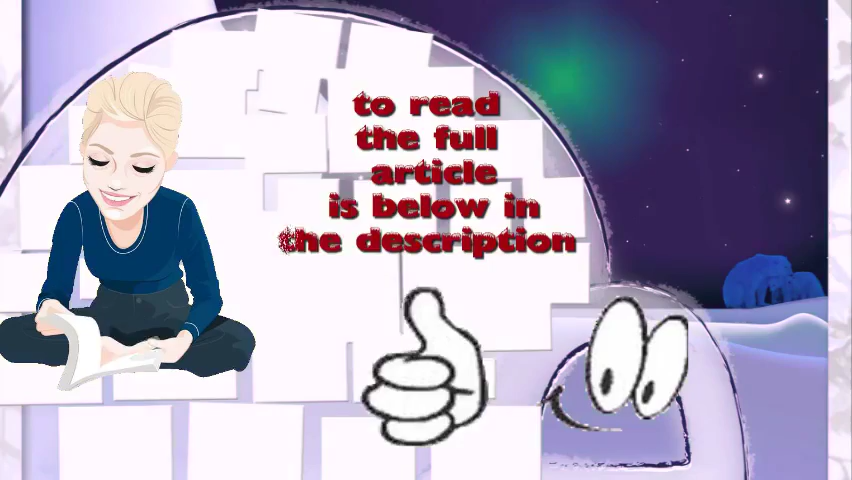 to read
the full
article
is below in
the description